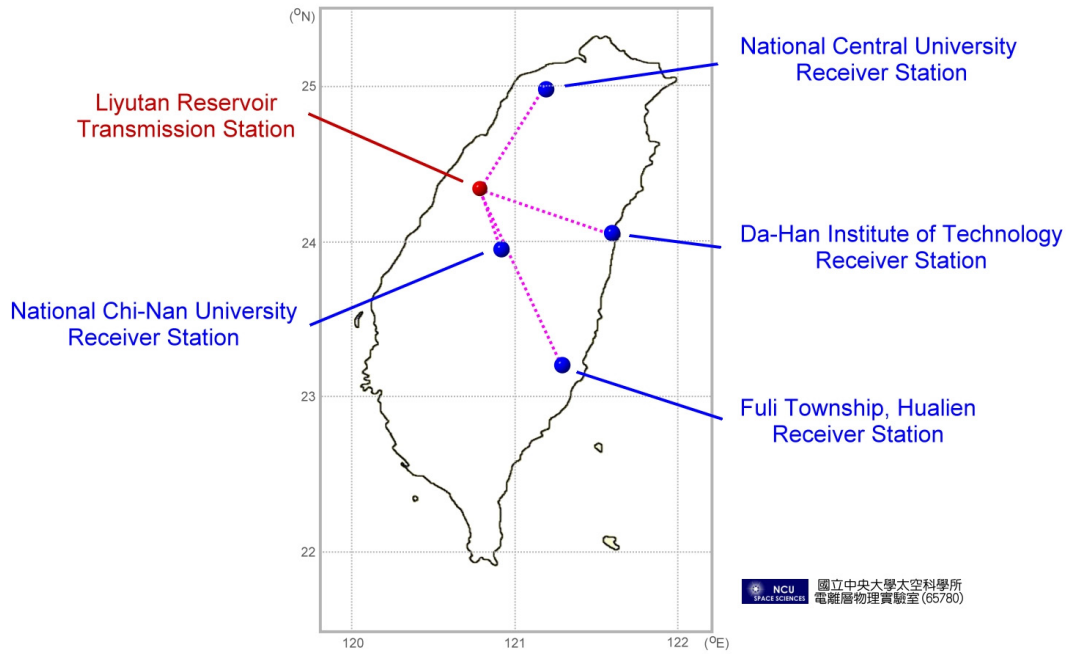 (°N)
National Central University
Receiver Station
25
Liyutan Reservoir
Transmission Station
24
Da-Han Institute of Technology
Receiver Station
National Chi-Nan University
Receiver Station
23
Fuli Township, Hualien
Receiver Station
22
NCU
SPACE SCIENCES
國立中央大學太空科學所
電離層物理實驗室(65780)
120
121
122
(°E)